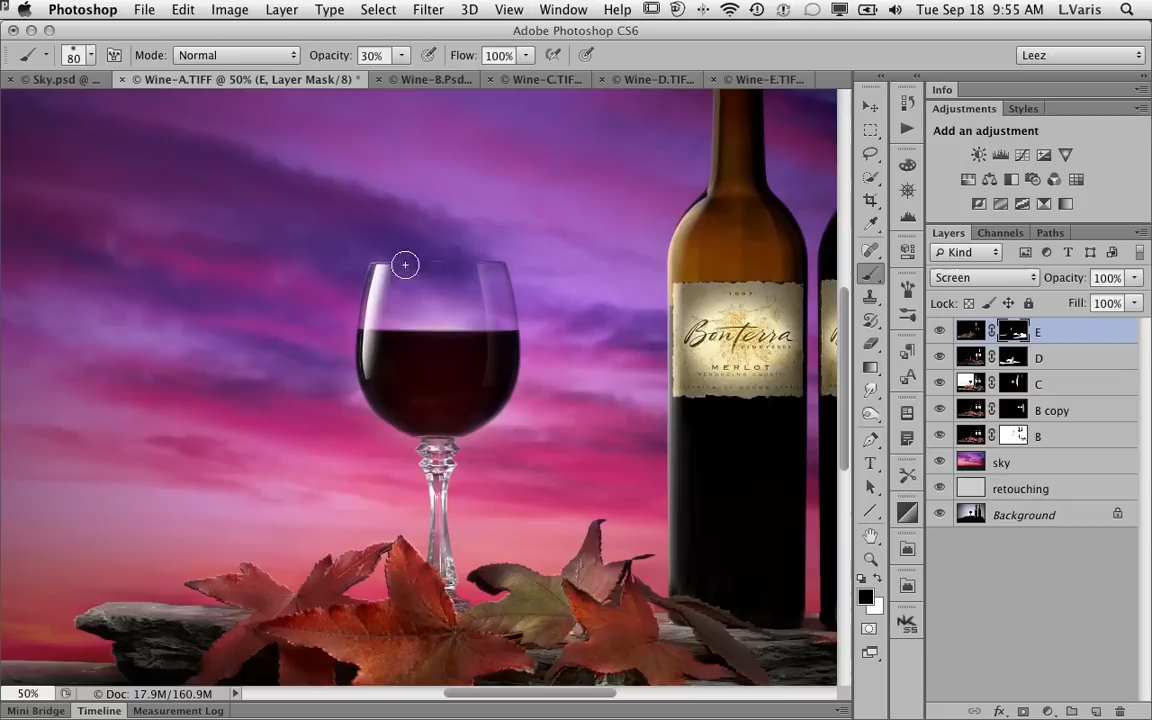 Photoshop File Edit Image Layer Type Select Filter 3D View Window Help Tue Sep 18 9:55 AM L.Varis
Adobe Photoshop CS6
80 Mode: Normal Opacity: 30% Flow: 100% Leez
× © Sky.psd @ ... × © Wine-A.TIFF @ 50% (E, Layer Mask/8) * × © Wine-B.Psd... × © Wine-C.TIF... × © Wine-D.TIF... × © Wine-E.TIF...
Info
Adjustments Styles
Add an adjustment
Layers Channels Paths
Kind
Screen Opacity: 100%
Lock: Fill: 100%
E
D
C
B copy
B
sky
retouching
Background
1997
Bonterra
VINEYARDS
MERLOT
MENDOCINO COUNTY
50% © Doc: 17.9M/160.9M
Mini Bridge Timeline Measurement Log